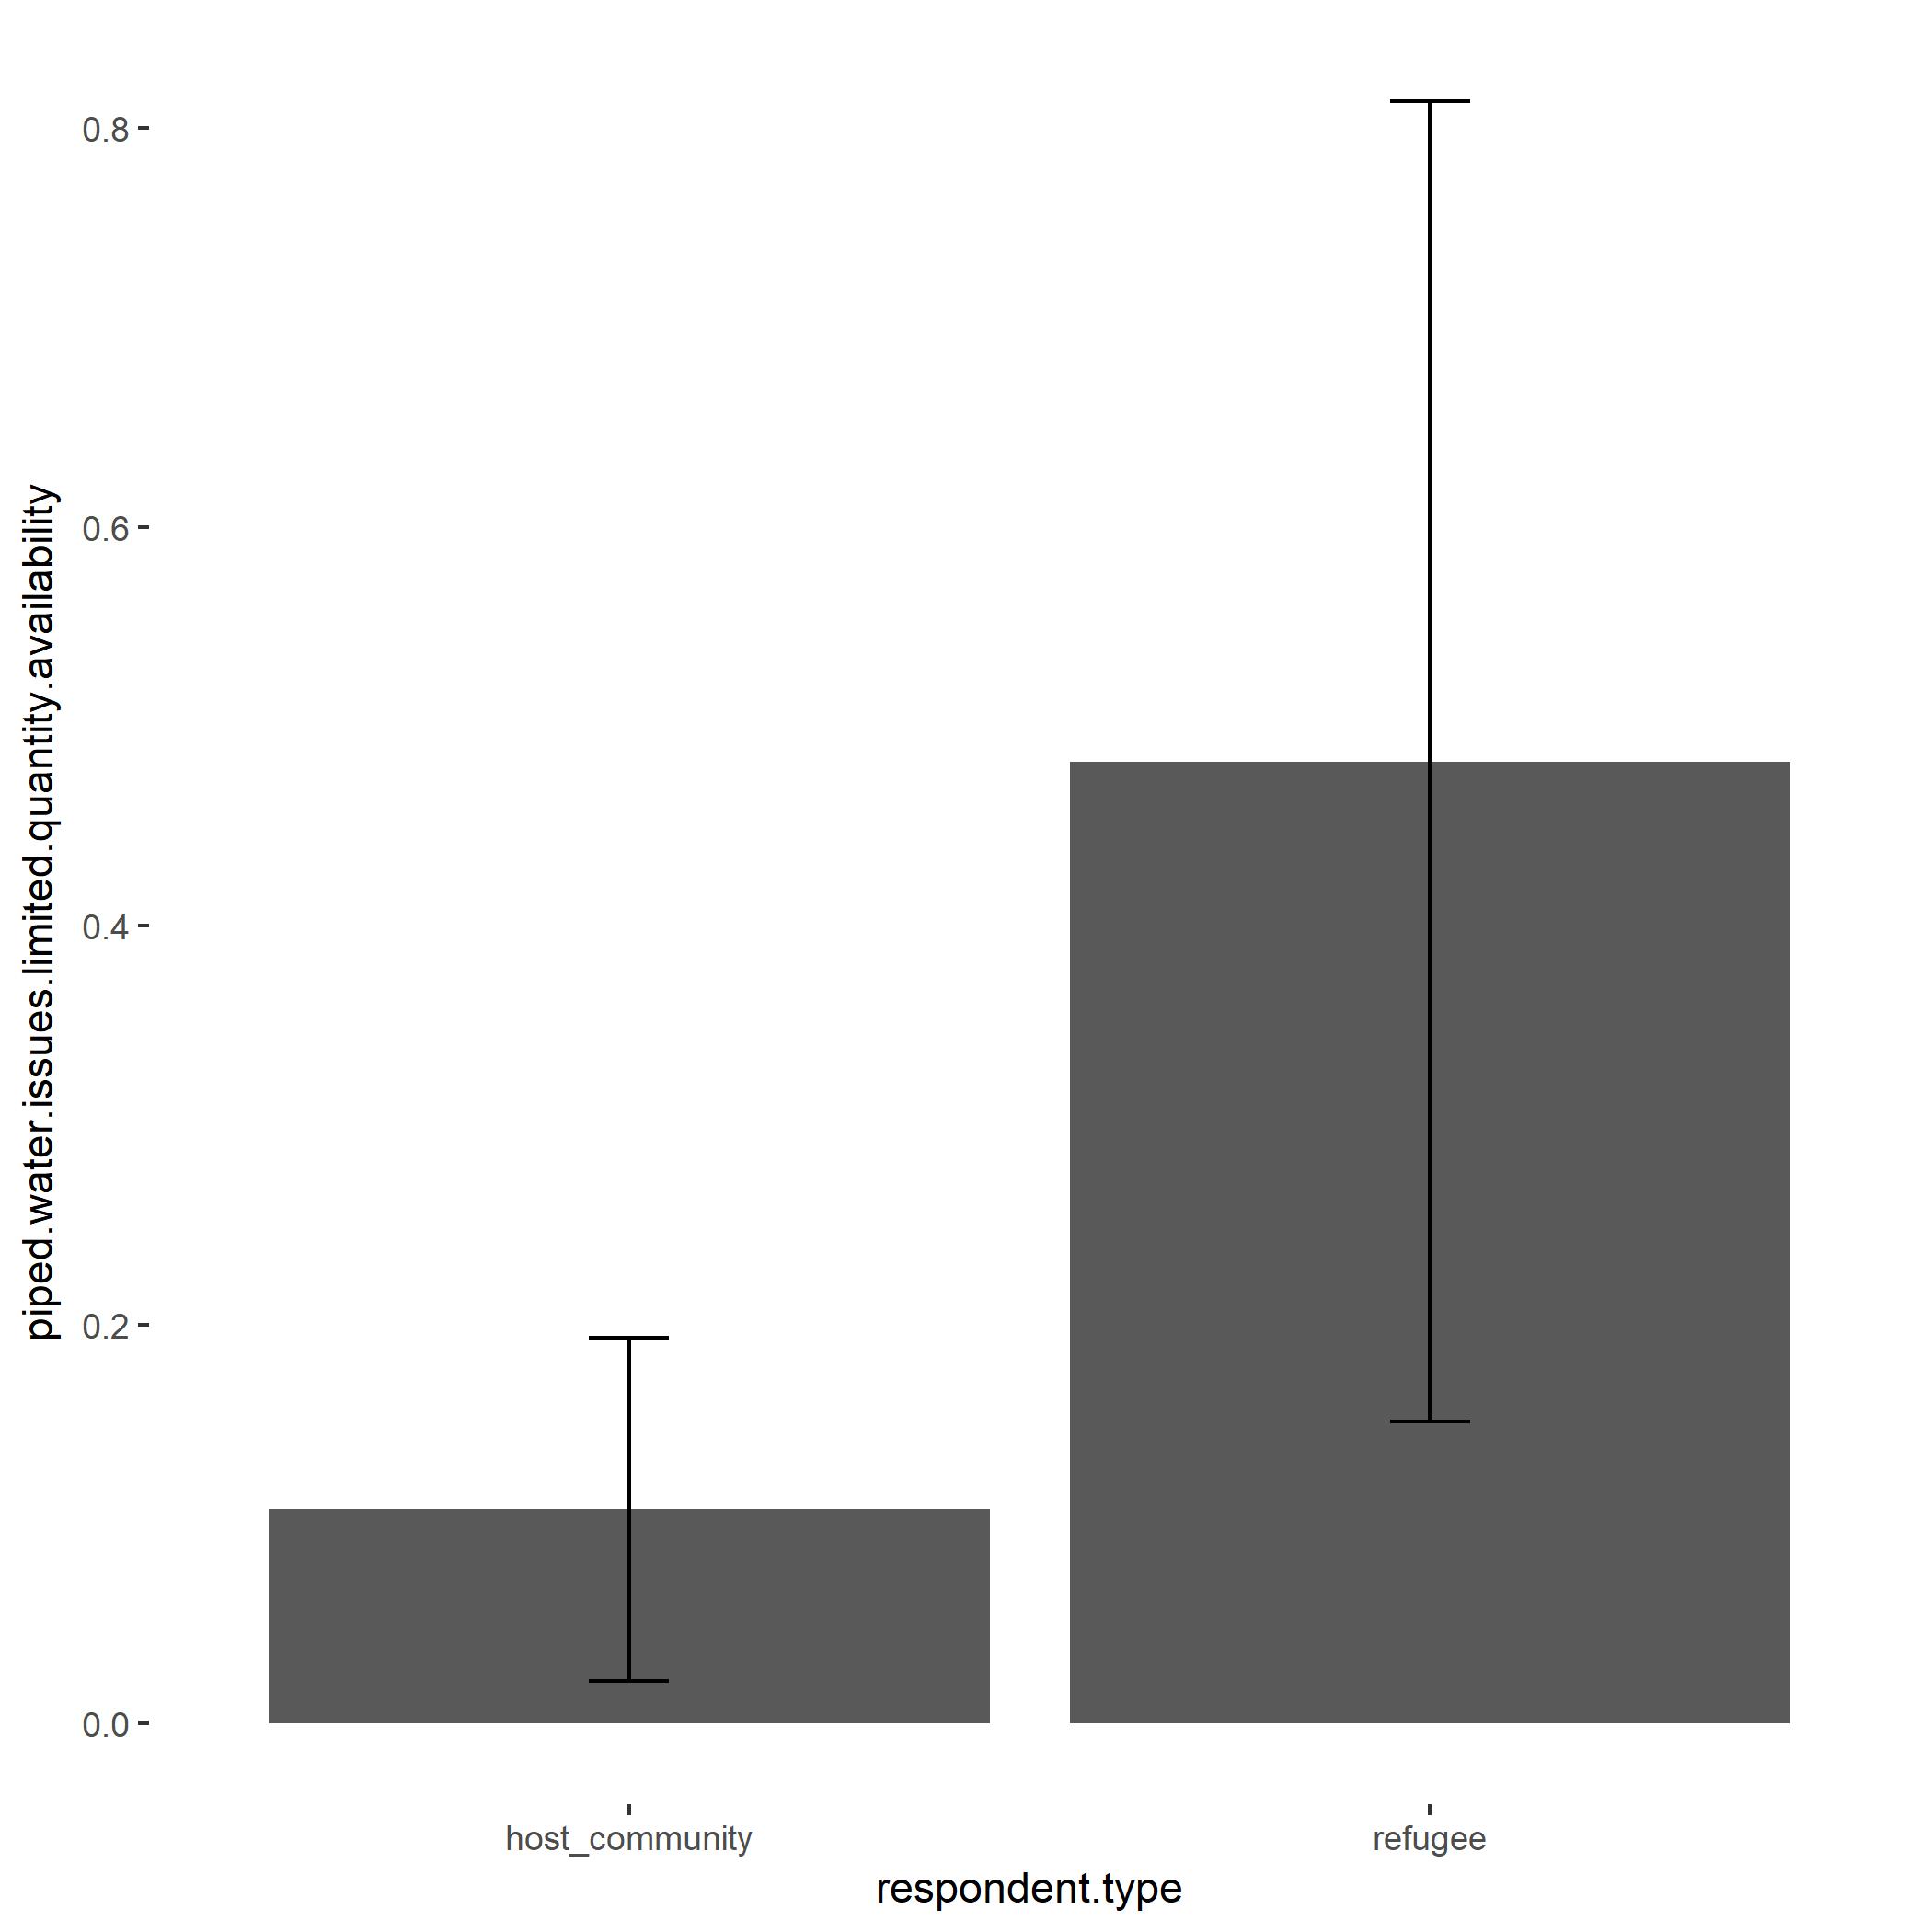 piped.water.issues.limited.quantity.availability
0.8
0.6
0.4
0.2
0.0
host_community
refugee
respondent.type